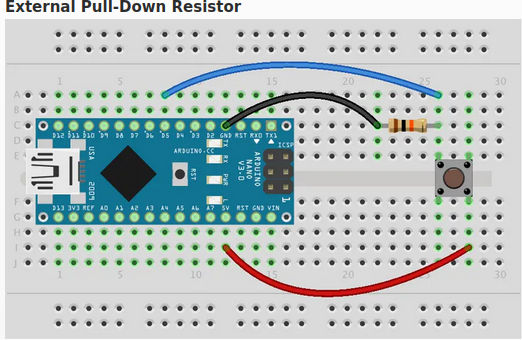 External Pull-Down Resistor
1 5 15 20 25 30
A A
B B
C C
D D
E E
D12 D11 D10 D9 D8 D7 D6 D5 D4 D3 D2 GND RST RX0 TX1
TX
RX
PWR
L
ARDUINO.CC
RST
ICSP
1
ARDUINO
NANO
V3.0
USA
2009
D13 3V3 REF A0 A1 A2 A3 A4 A5 A6 A7 5V RST GND VIN
F F
G G
H H
I I
J J
1 5 10 15 20 25 30